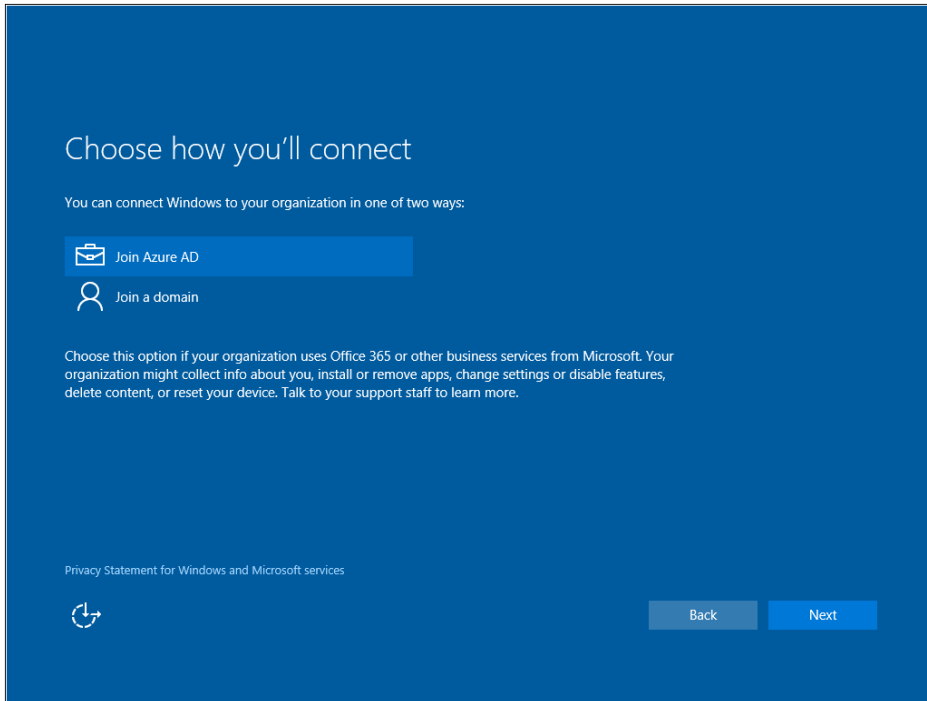 Choose how you'll connect
You can connect Windows to your organization in one of two ways:
Join Azure AD
Join a domain
Choose this option if your organization uses Office 365 or other business services from Microsoft. Your
organization might collect info about you, install or remove apps, change settings or disable features,
delete content, or reset your device. Talk to your support staff to learn more.
Privacy Statement for Windows and Microsoft services
Back
Next